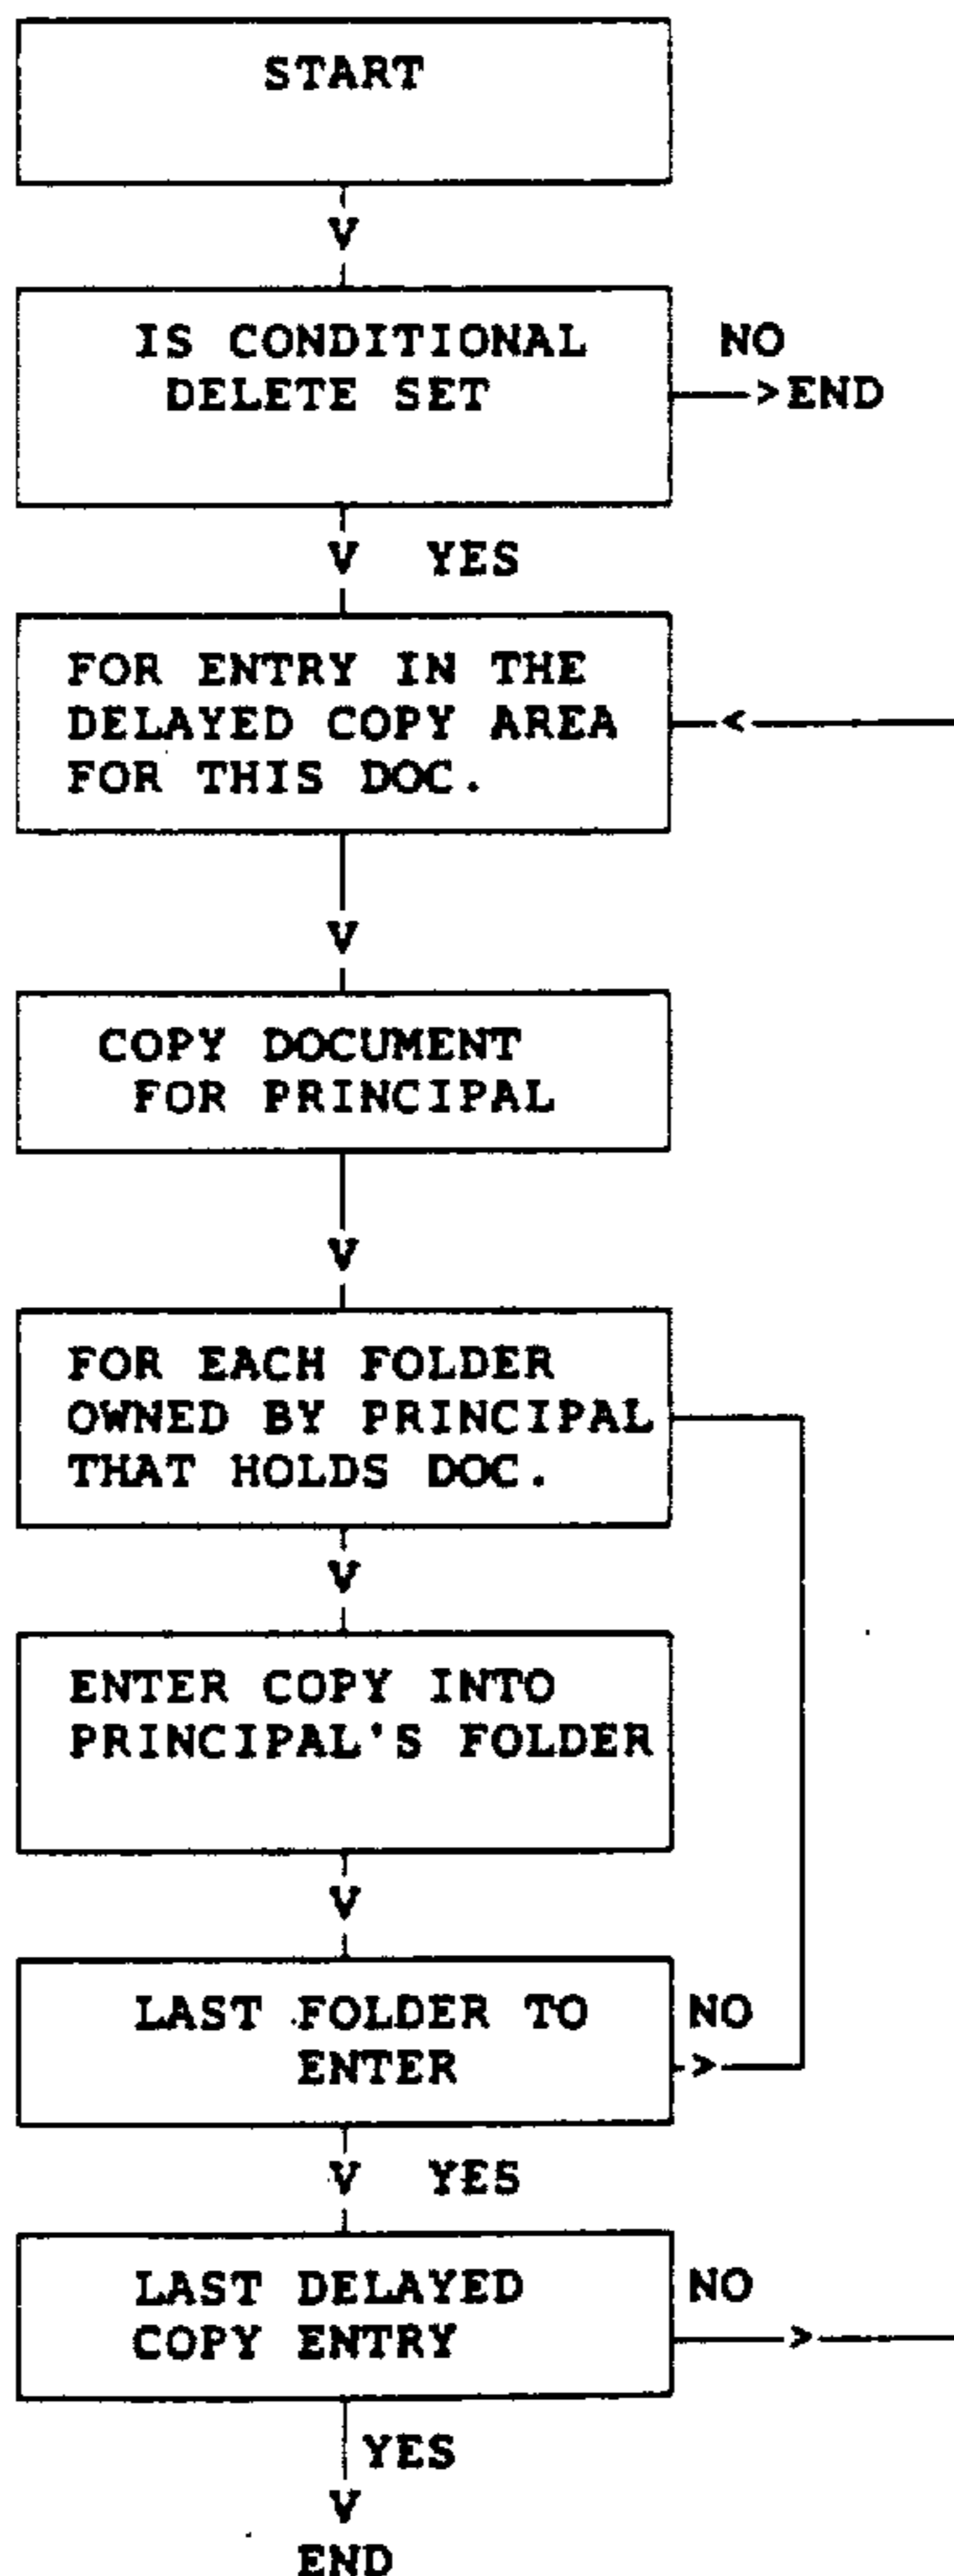 START
V
IS CONDITIONAL
DELETE SET
NO
>END
V YES
FOR ENTRY IN THE
DELAYED COPY AREA
FOR THIS DOC.
<
V
COPY DOCUMENT
FOR PRINCIPAL
V
FOR EACH FOLDER
OWNED BY PRINCIPAL
THAT HOLDS DOC.
V
ENTER COPY INTO
PRINCIPAL'S FOLDER
V
LAST FOLDER TO
ENTER
NO
>
V YES
LAST DELAYED
COPY ENTRY
NO
>
YES
V
END